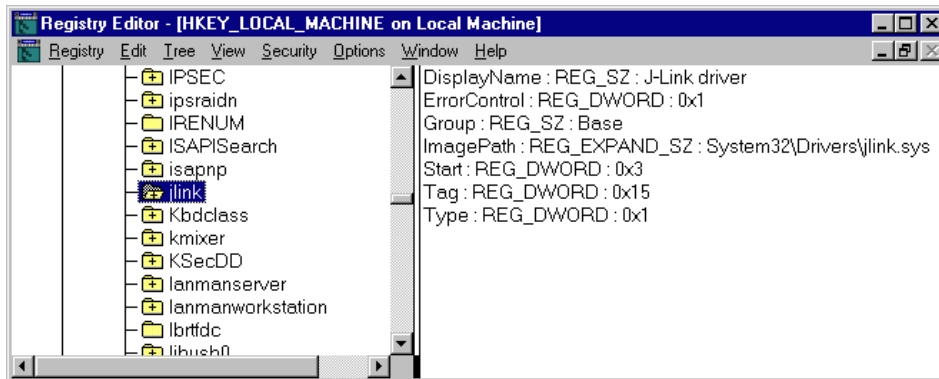 Registry Editor - [HKEY_LOCAL_MACHINE on Local Machine]
Registry Edit Tree View Security Options Window Help
IPSEC
ipsraidn
IRENUM
ISAPISearch
isapnp
jlink
Kbdclass
kmixer
KSecDD
lanmanserver
lanmanworkstation
lbrtfdc
libusb0
DisplayName : REG_SZ : J-Link driver
ErrorControl : REG_DWORD : 0x1
Group : REG_SZ : Base
ImagePath : REG_EXPAND_SZ : System32\Drivers\jlink.sys
Start : REG_DWORD : 0x3
Tag : REG_DWORD : 0x15
Type : REG_DWORD : 0x1